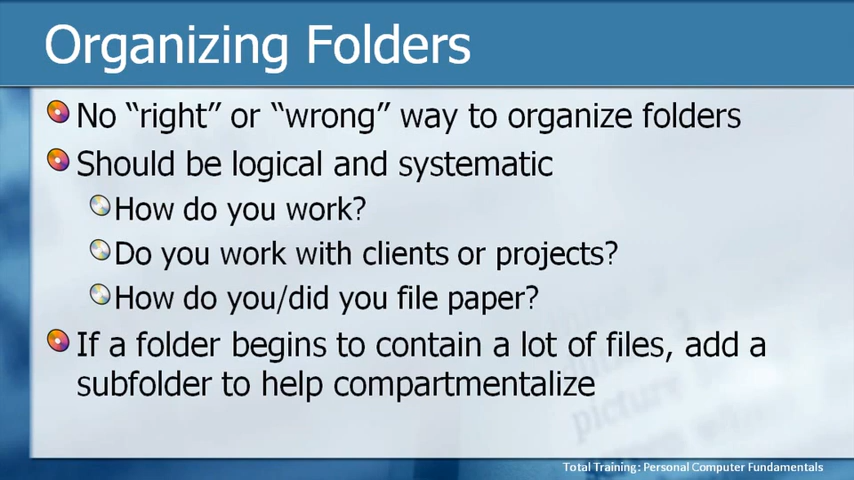 Organizing Folders
No “right” or “wrong” way to organize folders
Should be logical and systematic
How do you work?
Do you work with clients or projects?
How do you/did you file paper?
If a folder begins to contain a lot of files, add a
subfolder to help compartmentalize
picture
Total Training: Personal Computer Fundamentals